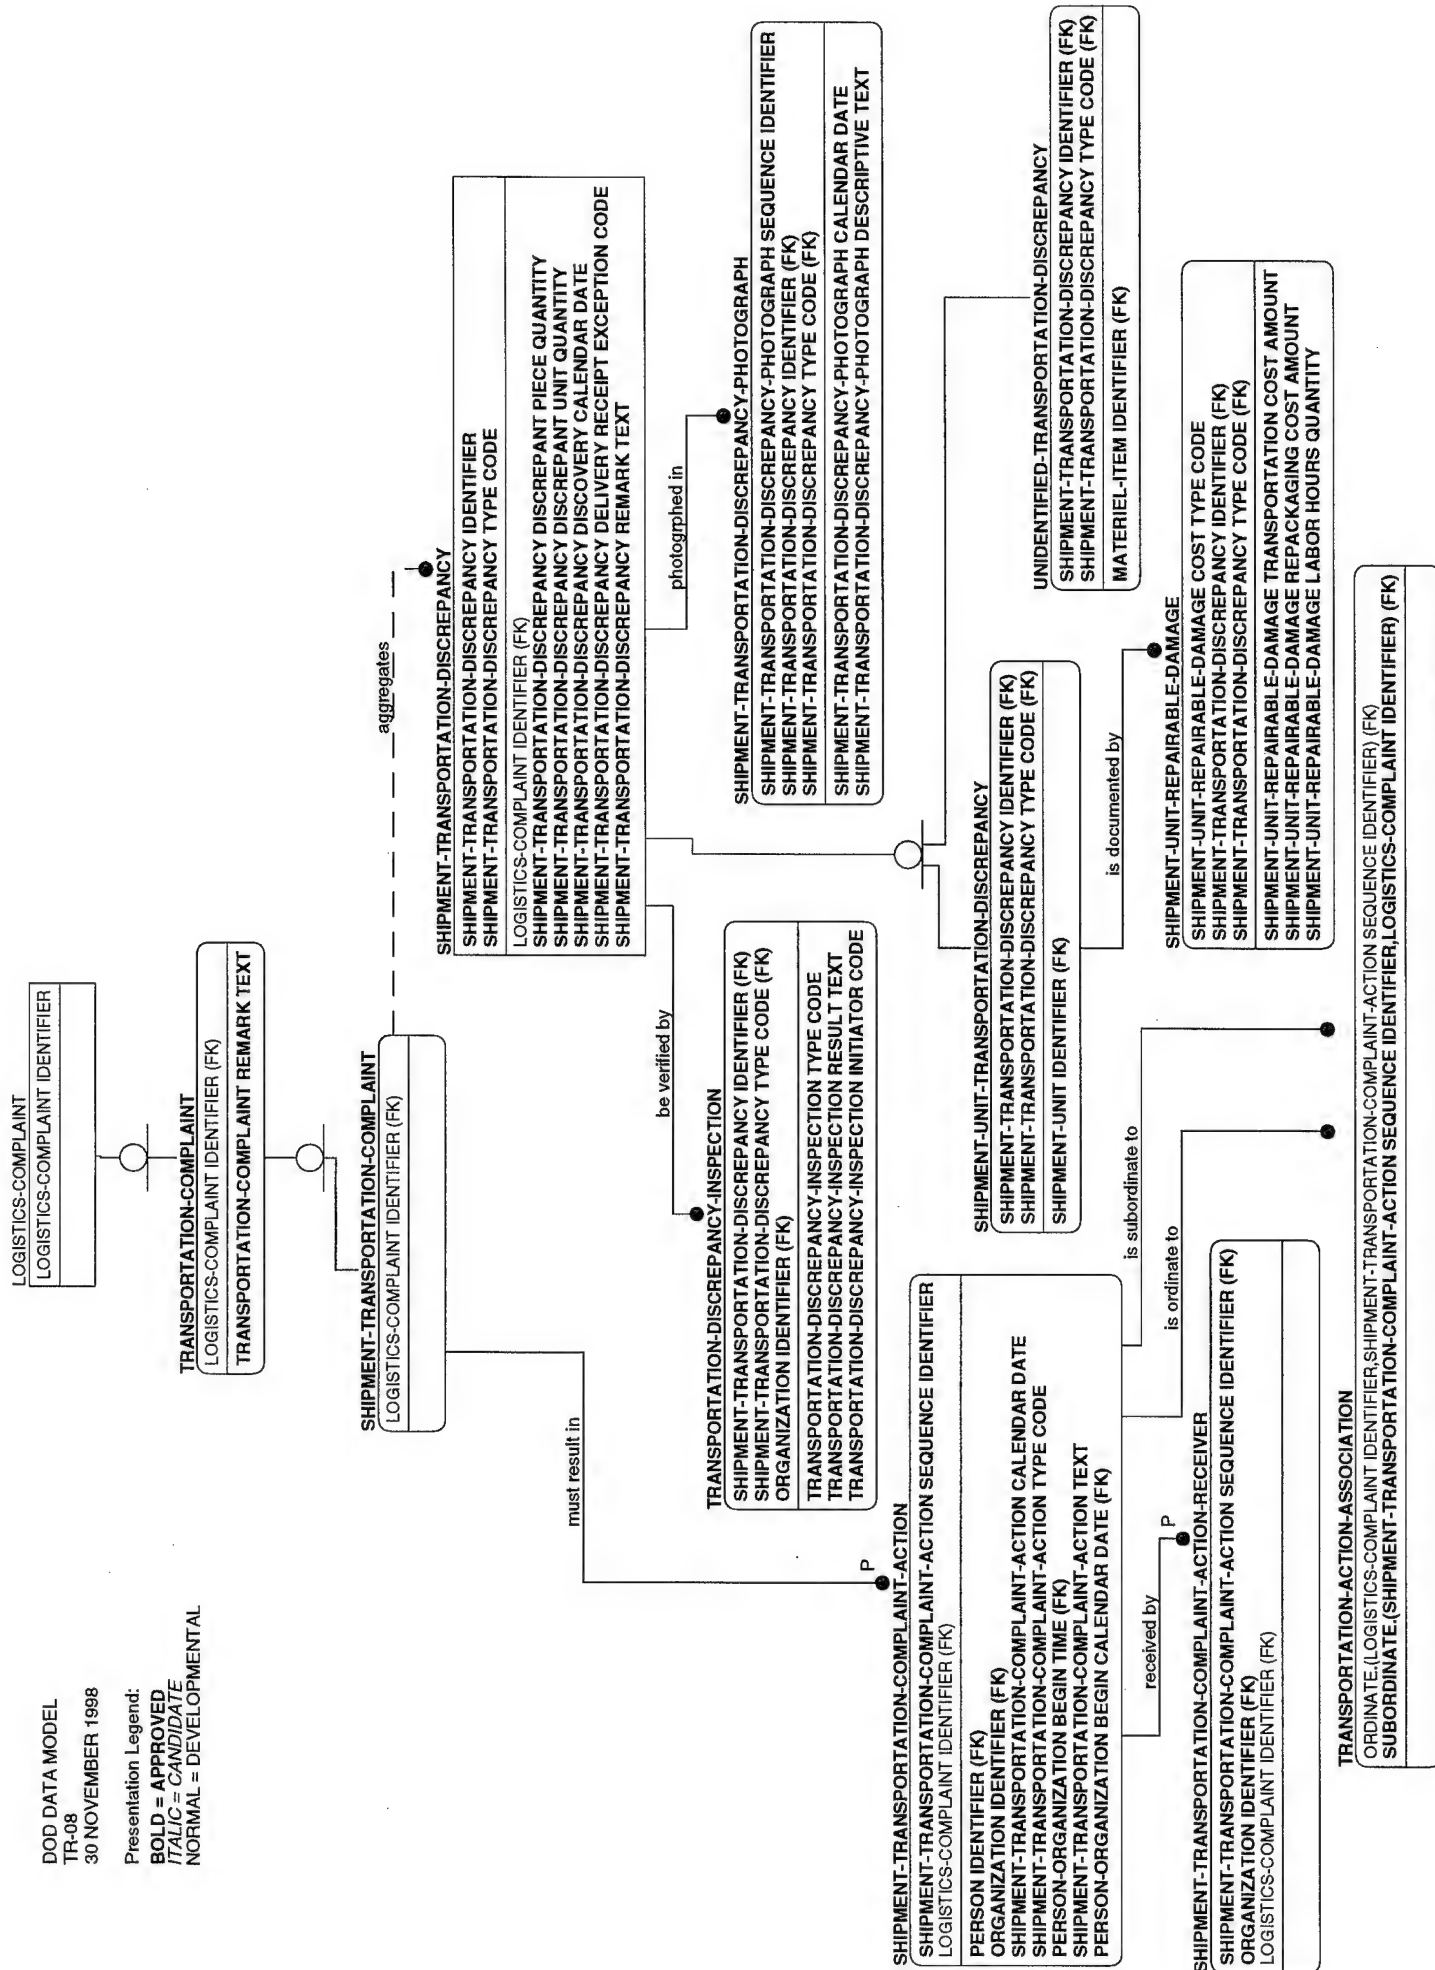 DOD DATA MODEL
TR-08
30 NOVEMBER 1998
Presentation Legend:
BOLD = APPROVED
ITALIC = CANDIDATE
NORMAL = DEVELOPMENTAL
LOGISTICS-COMPLAINT
LOGISTICS-COMPLAINT IDENTIFIER
TRANSPORTATION-COMPLAINT
LOGISTICS-COMPLAINT IDENTIFIER (FK)
TRANSPORTATION-COMPLAINT REMARK TEXT
SHIPMENT-TRANSPORTATION-COMPLAINT
LOGISTICS-COMPLAINT IDENTIFIER (FK)
aggregates
SHIPMENT-TRANSPORTATION-DISCREPANCY
SHIPMENT-TRANSPORTATION-DISCREPANCY IDENTIFIER
SHIPMENT-TRANSPORTATION-DISCREPANCY TYPE CODE
LOGISTICS-COMPLAINT IDENTIFIER (FK)
SHIPMENT-TRANSPORTATION-DISCREPANCY DISCREPANT PIECE QUANTITY
SHIPMENT-TRANSPORTATION-DISCREPANCY DISCREPANT UNIT QUANTITY
SHIPMENT-TRANSPORTATION-DISCREPANCY DISCOVERY CALENDAR DATE
SHIPMENT-TRANSPORTATION-DISCREPANCY DELIVERY RECEIPT EXCEPTION CODE
SHIPMENT-TRANSPORTATION-DISCREPANCY REMARK TEXT
must result in
be verified by
photogrphed in
TRANSPORTATION-DISCREPANCY-INSPECTION
SHIPMENT-TRANSPORTATION-DISCREPANCY IDENTIFIER (FK)
SHIPMENT-TRANSPORTATION-DISCREPANCY TYPE CODE (FK)
ORGANIZATION IDENTIFIER (FK)
TRANSPORTATION-DISCREPANCY-INSPECTION TYPE CODE
TRANSPORTATION-DISCREPANCY-INSPECTION RESULT TEXT
TRANSPORTATION-DISCREPANCY-INSPECTION INITIATOR CODE
SHIPMENT-TRANSPORTATION-DISCREPANCY-PHOTOGRAPH
SHIPMENT-TRANSPORTATION-DISCREPANCY-PHOTOGRAPH SEQUENCE IDENTIFIER
SHIPMENT-TRANSPORTATION-DISCREPANCY IDENTIFIER (FK)
SHIPMENT-TRANSPORTATION-DISCREPANCY TYPE CODE (FK)
SHIPMENT-TRANSPORTATION-DISCREPANCY-PHOTOGRAPH CALENDAR DATE
SHIPMENT-TRANSPORTATION-DISCREPANCY-PHOTOGRAPH DESCRIPTIVE TEXT
P
SHIPMENT-TRANSPORTATION-COMPLAINT-ACTION
SHIPMENT-TRANSPORTATION-COMPLAINT-ACTION SEQUENCE IDENTIFIER
LOGISTICS-COMPLAINT IDENTIFIER (FK)
PERSON IDENTIFIER (FK)
ORGANIZATION IDENTIFIER (FK)
SHIPMENT-TRANSPORTATION-COMPLAINT-ACTION CALENDAR DATE
SHIPMENT-TRANSPORTATION-COMPLAINT-ACTION TYPE CODE
PERSON-ORGANIZATION BEGIN TIME (FK)
SHIPMENT-TRANSPORTATION-COMPLAINT-ACTION TEXT
PERSON-ORGANIZATION BEGIN CALENDAR DATE (FK)
SHIPMENT-UNIT-TRANSPORTATION-DISCREPANCY
SHIPMENT-TRANSPORTATION-DISCREPANCY IDENTIFIER (FK)
SHIPMENT-TRANSPORTATION-DISCREPANCY TYPE CODE (FK)
SHIPMENT-UNIT IDENTIFIER (FK)
UNIDENTIFIED-TRANSPORTATION-DISCREPANCY
SHIPMENT-TRANSPORTATION-DISCREPANCY IDENTIFIER (FK)
SHIPMENT-TRANSPORTATION-DISCREPANCY TYPE CODE (FK)
MATERIEL-ITEM IDENTIFIER (FK)
received by
P
is ordinate to
is subordinate to
is documented by
SHIPMENT-UNIT-REPAIRABLE-DAMAGE
SHIPMENT-UNIT-REPAIRABLE-DAMAGE COST TYPE CODE
SHIPMENT-TRANSPORTATION-DISCREPANCY IDENTIFIER (FK)
SHIPMENT-TRANSPORTATION-DISCREPANCY TYPE CODE (FK)
SHIPMENT-UNIT-REPAIRABLE-DAMAGE TRANSPORTATION COST AMOUNT
SHIPMENT-UNIT-REPAIRABLE-DAMAGE REPACKAGING COST AMOUNT
SHIPMENT-UNIT-REPAIRABLE-DAMAGE LABOR HOURS QUANTITY
SHIPMENT-TRANSPORTATION-COMPLAINT-ACTION-RECEIVER
SHIPMENT-TRANSPORTATION-COMPLAINT-ACTION SEQUENCE IDENTIFIER (FK)
ORGANIZATION IDENTIFIER (FK)
LOGISTICS-COMPLAINT IDENTIFIER (FK)
TRANSPORTATION-ACTION-ASSOCIATION
ORDINATE.(LOGISTICS-COMPLAINT IDENTIFIER,SHIPMENT-TRANSPORTATION-COMPLAINT-ACTION SEQUENCE IDENTIFIER) (FK)
SUBORDINATE.(SHIPMENT-TRANSPORTATION-COMPLAINT-ACTION SEQUENCE IDENTIFIER,LOGISTICS-COMPLAINT IDENTIFIER) (FK)